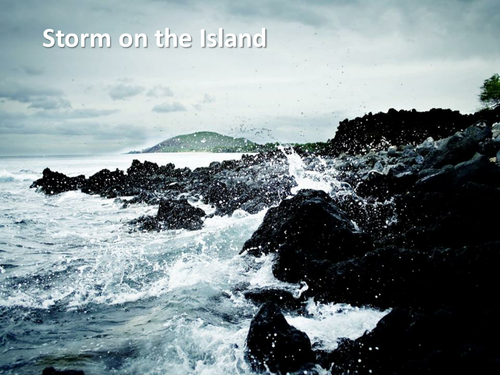 Storm on the Island